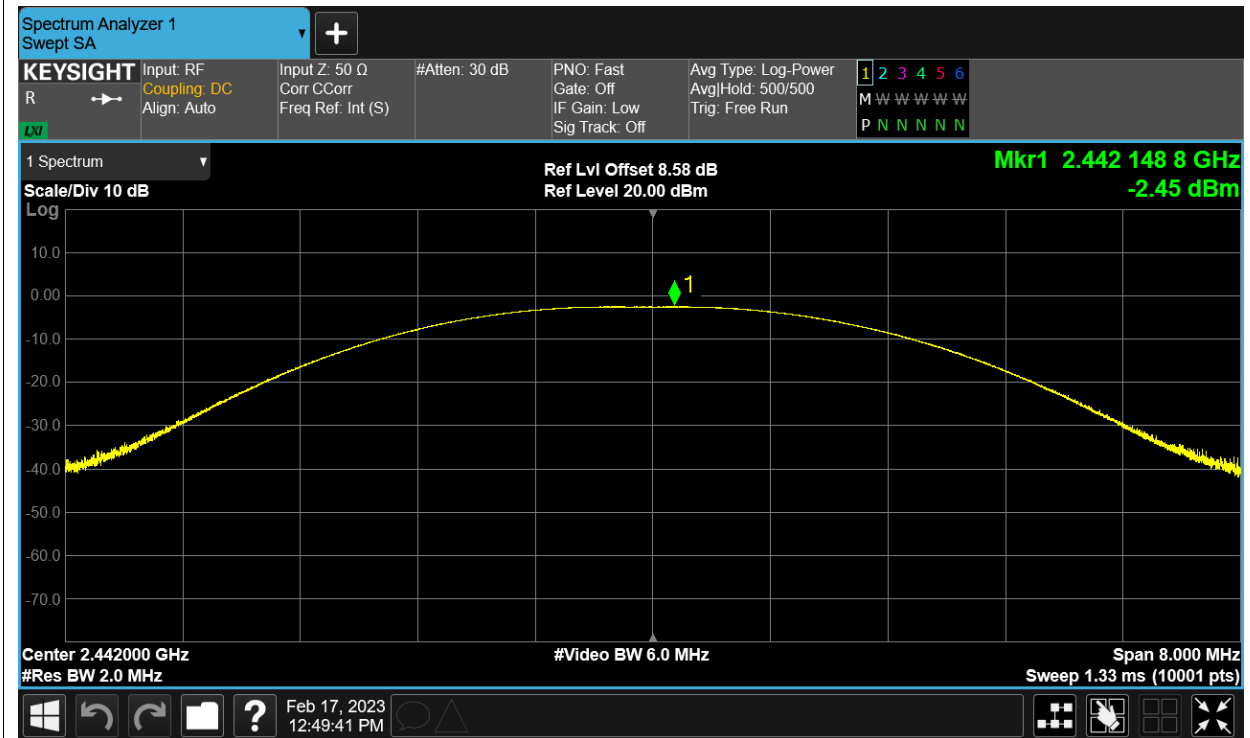 Spectrum Analyzer 1
Swept SA
KEYSIGHT
R
LXI
Input: RF
Coupling: DC
Align: Auto
Input Z: 50 Ω
Corr CCorr
Freq Ref: Int (S)
#Atten: 30 dB
PNO: Fast
Gate: Off
IF Gain: Low
Sig Track: Off
Avg Type: Log-Power
Avg|Hold: 500/500
Trig: Free Run
1 2 3 4 5 6
M W W W W W
P N N N N N
1 Spectrum
Scale/Div 10 dB
Log
Ref Lvl Offset 8.58 dB
Ref Level 20.00 dBm
Mkr1 2.442 148 8 GHz
-2.45 dBm
10.0
0.00
-10.0
-20.0
-30.0
-40.0
-50.0
-60.0
-70.0
1
Center 2.442000 GHz
#Res BW 2.0 MHz
#Video BW 6.0 MHz
Span 8.000 MHz
Sweep 1.33 ms (10001 pts)
?
Feb 17, 2023
12:49:41 PM